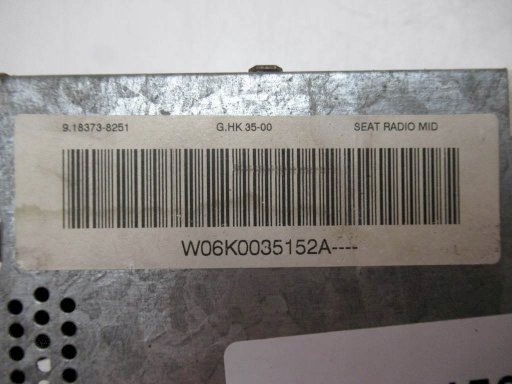 9.18373-8251 G.HK 35-00 SEAT RADIO MID
W06K0035152A----